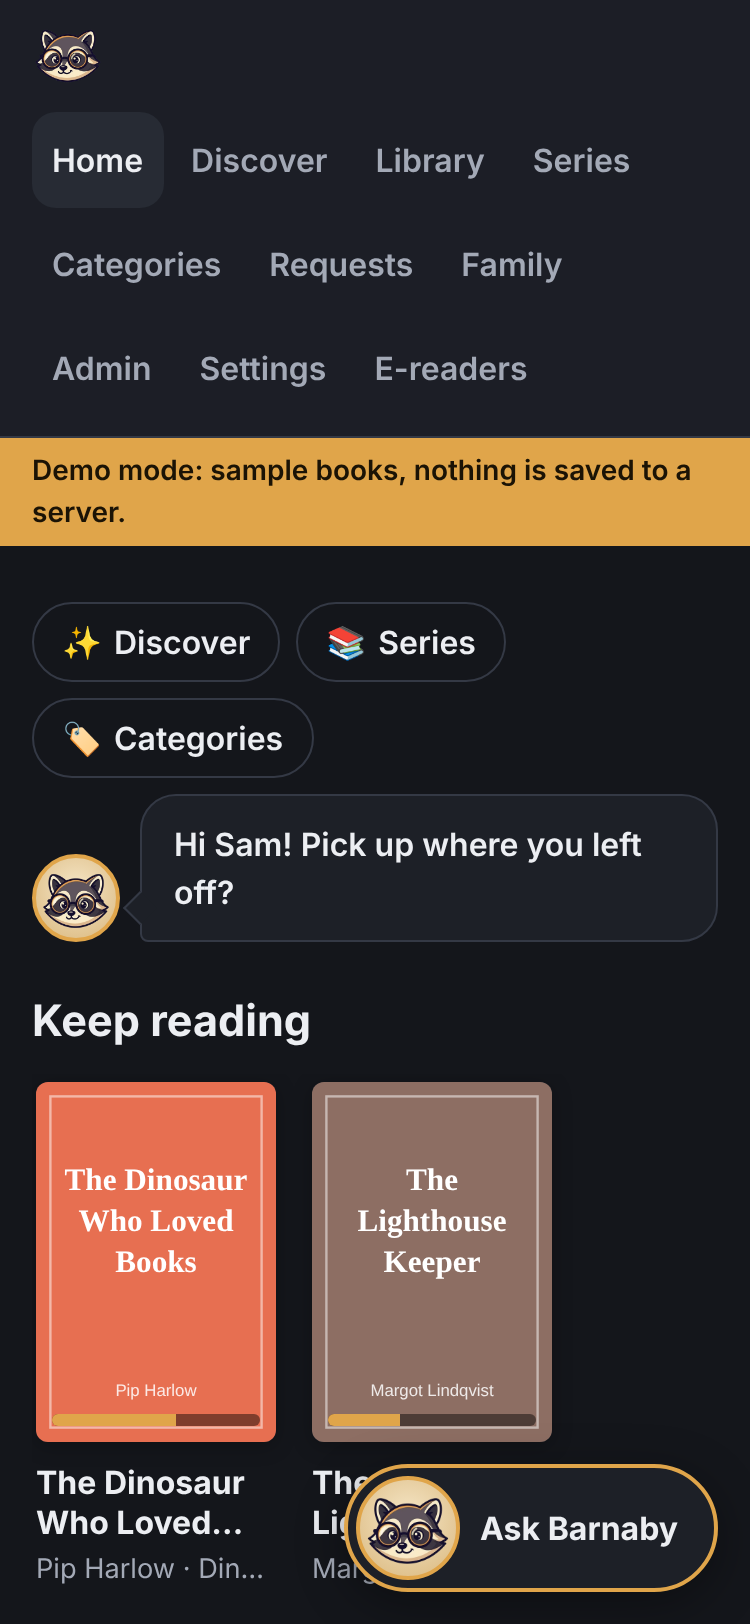 Home Discover Library Series
Categories Requests Family
Admin Settings E-readers
Demo mode: sample books, nothing is saved to a
server.
✨ Discover 📚 Series
🏷️ Categories
Hi Sam! Pick up where you left
off?
Keep reading
The Dinosaur
Who Loved
Books
Pip Harlow
The
Lighthouse
Keeper
Margot Lindqvist
The Dinosaur
Who Loved...
Pip Harlow · Din...
The
Ask Barnaby